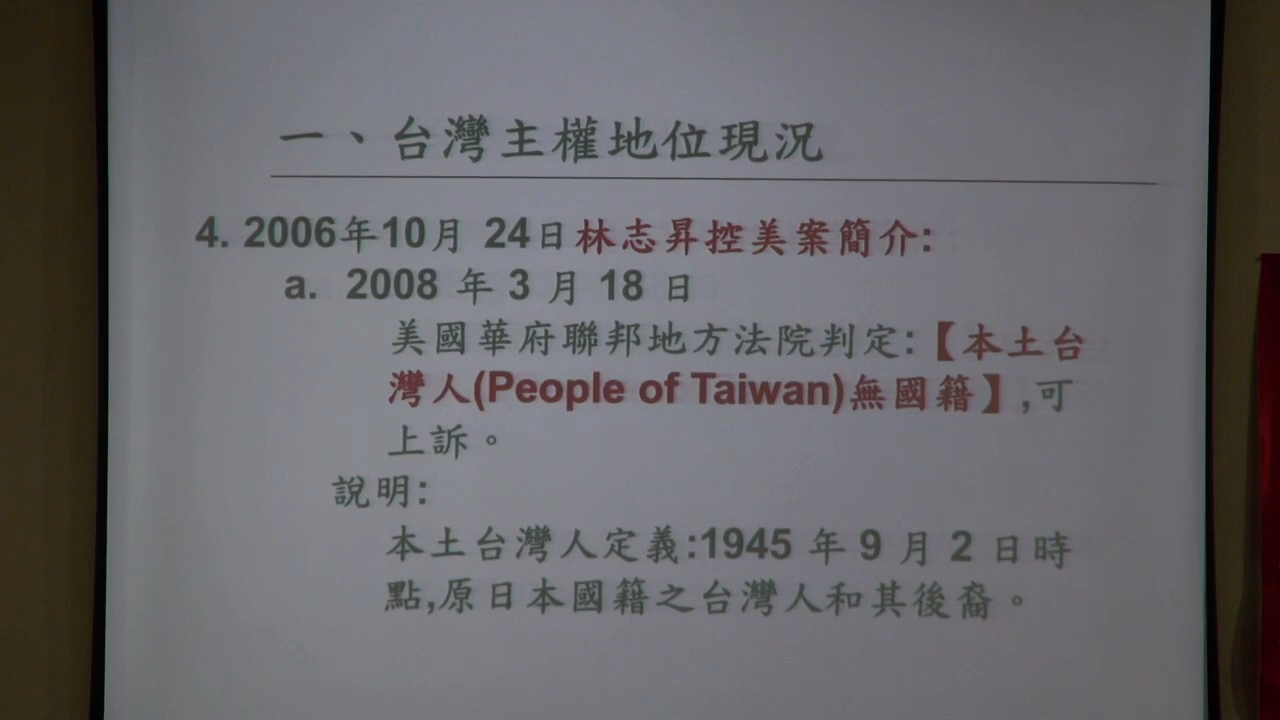 一、台灣主權地位現況
4. 2006年10月 24日林志昇控美案簡介:
a. 2008 年 3 月 18 日
美國華府聯邦地方法院判定:【本土台
灣人(People of Taiwan)無國籍】,可
上訴。
說明:
本土台灣人定義:1945 年 9 月 2 日時
點,原日本國籍之台灣人和其後裔。